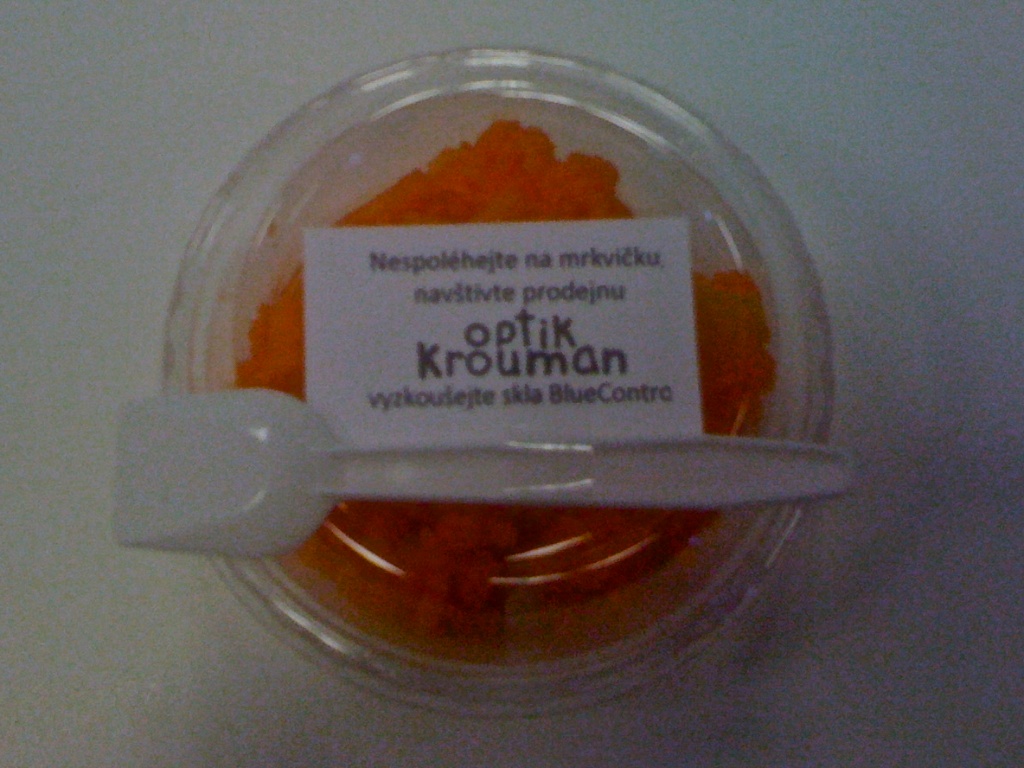 Nespoléhejte na mrkvičku,
navštivte prodejnu
optik
Krouman
vyzkoušejte skla BlueContro